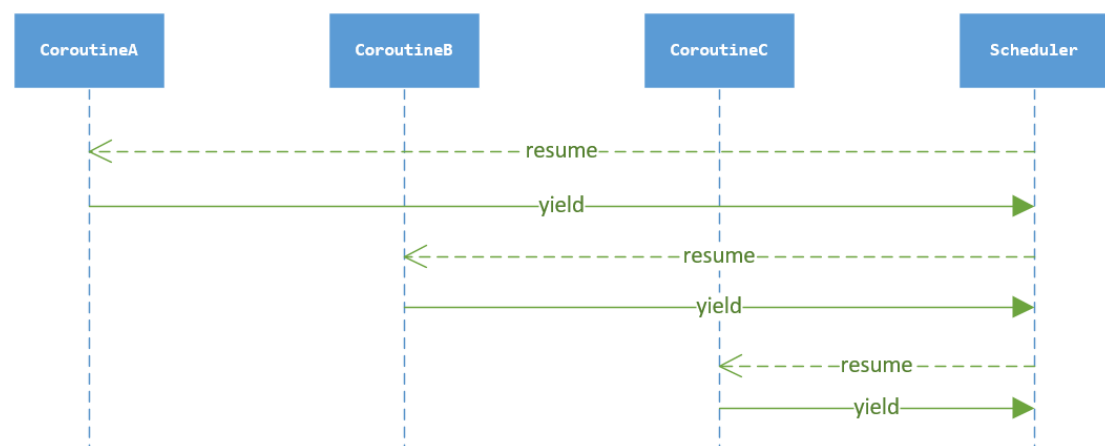 CoroutineA
CoroutineB
CoroutineC
Scheduler
resume
yield
resume
yield
resume
yield